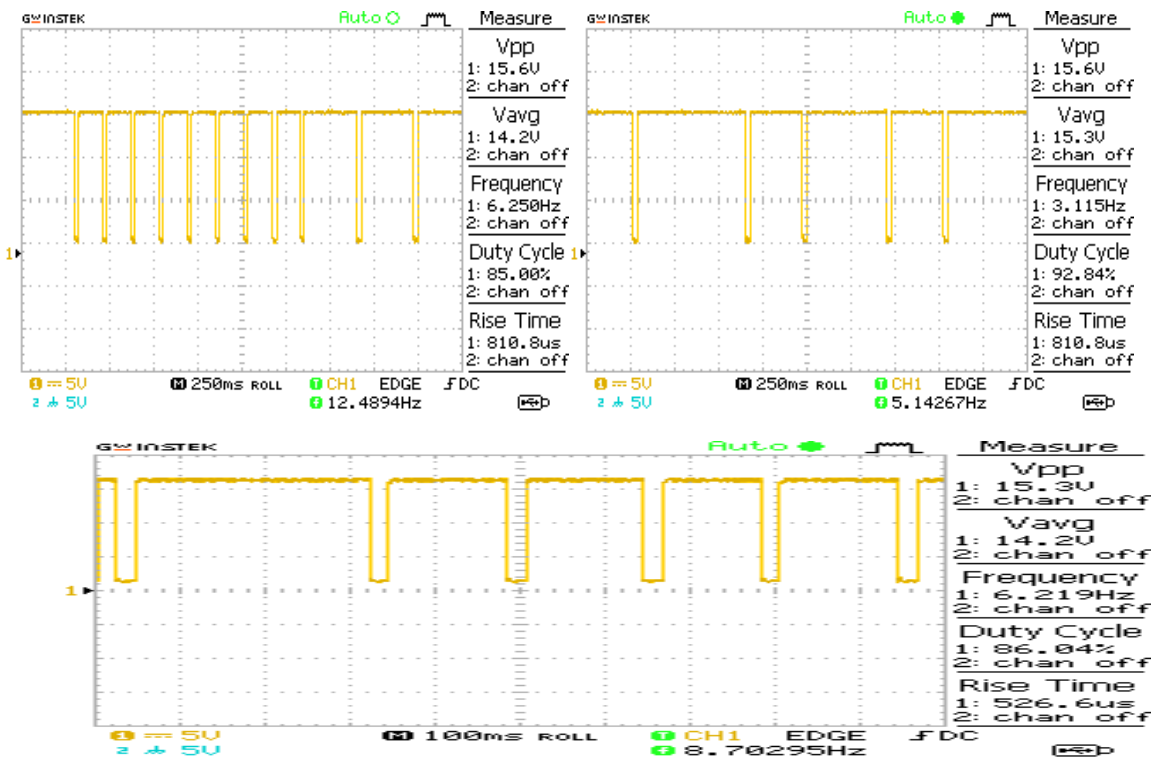 GWINSTEK Auto Measure
Vpp
1: 15.6V
2: chan off
Vavg
1: 14.2V
2: chan off
Frequency
1: 6.250Hz
2: chan off
Duty Cycle
1: 85.00%
2: chan off
Rise Time
1: 810.8us
2: chan off
1
1 5V M 250ms ROLL T CH1 EDGE DC
2 5V 12.4894Hz
GWINSTEK Auto Measure
Vpp
1: 15.6V
2: chan off
Vavg
1: 15.3V
2: chan off
Frequency
1: 3.115Hz
2: chan off
Duty Cycle
1: 92.84%
2: chan off
Rise Time
1: 810.8us
2: chan off
1
1 5V M 250ms ROLL T CH1 EDGE DC
2 5V 5.14267Hz
GWINSTEK Auto Measure
Vpp
1: 15.3V
2: chan off
Vavg
1: 14.2V
2: chan off
Frequency
1: 6.219Hz
2: chan off
Duty Cycle
1: 86.04%
2: chan off
Rise Time
1: 526.6us
2: chan off
1
1 5V M 100ms ROLL T CH1 EDGE DC
2 5V 8.70295Hz